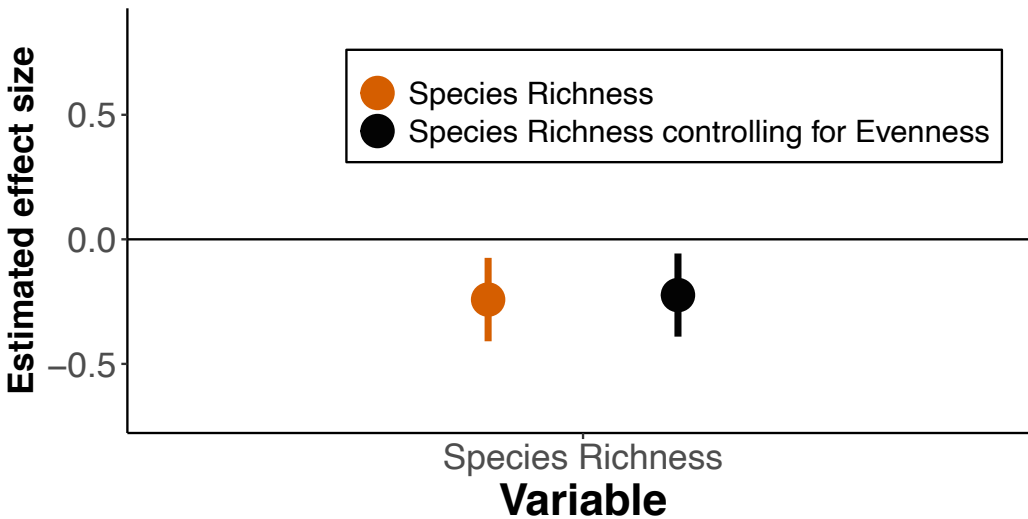 Estimated effect size
0.5
0.0
−0.5
Species Richness
Species Richness controlling for Evenness
Species Richness
Variable